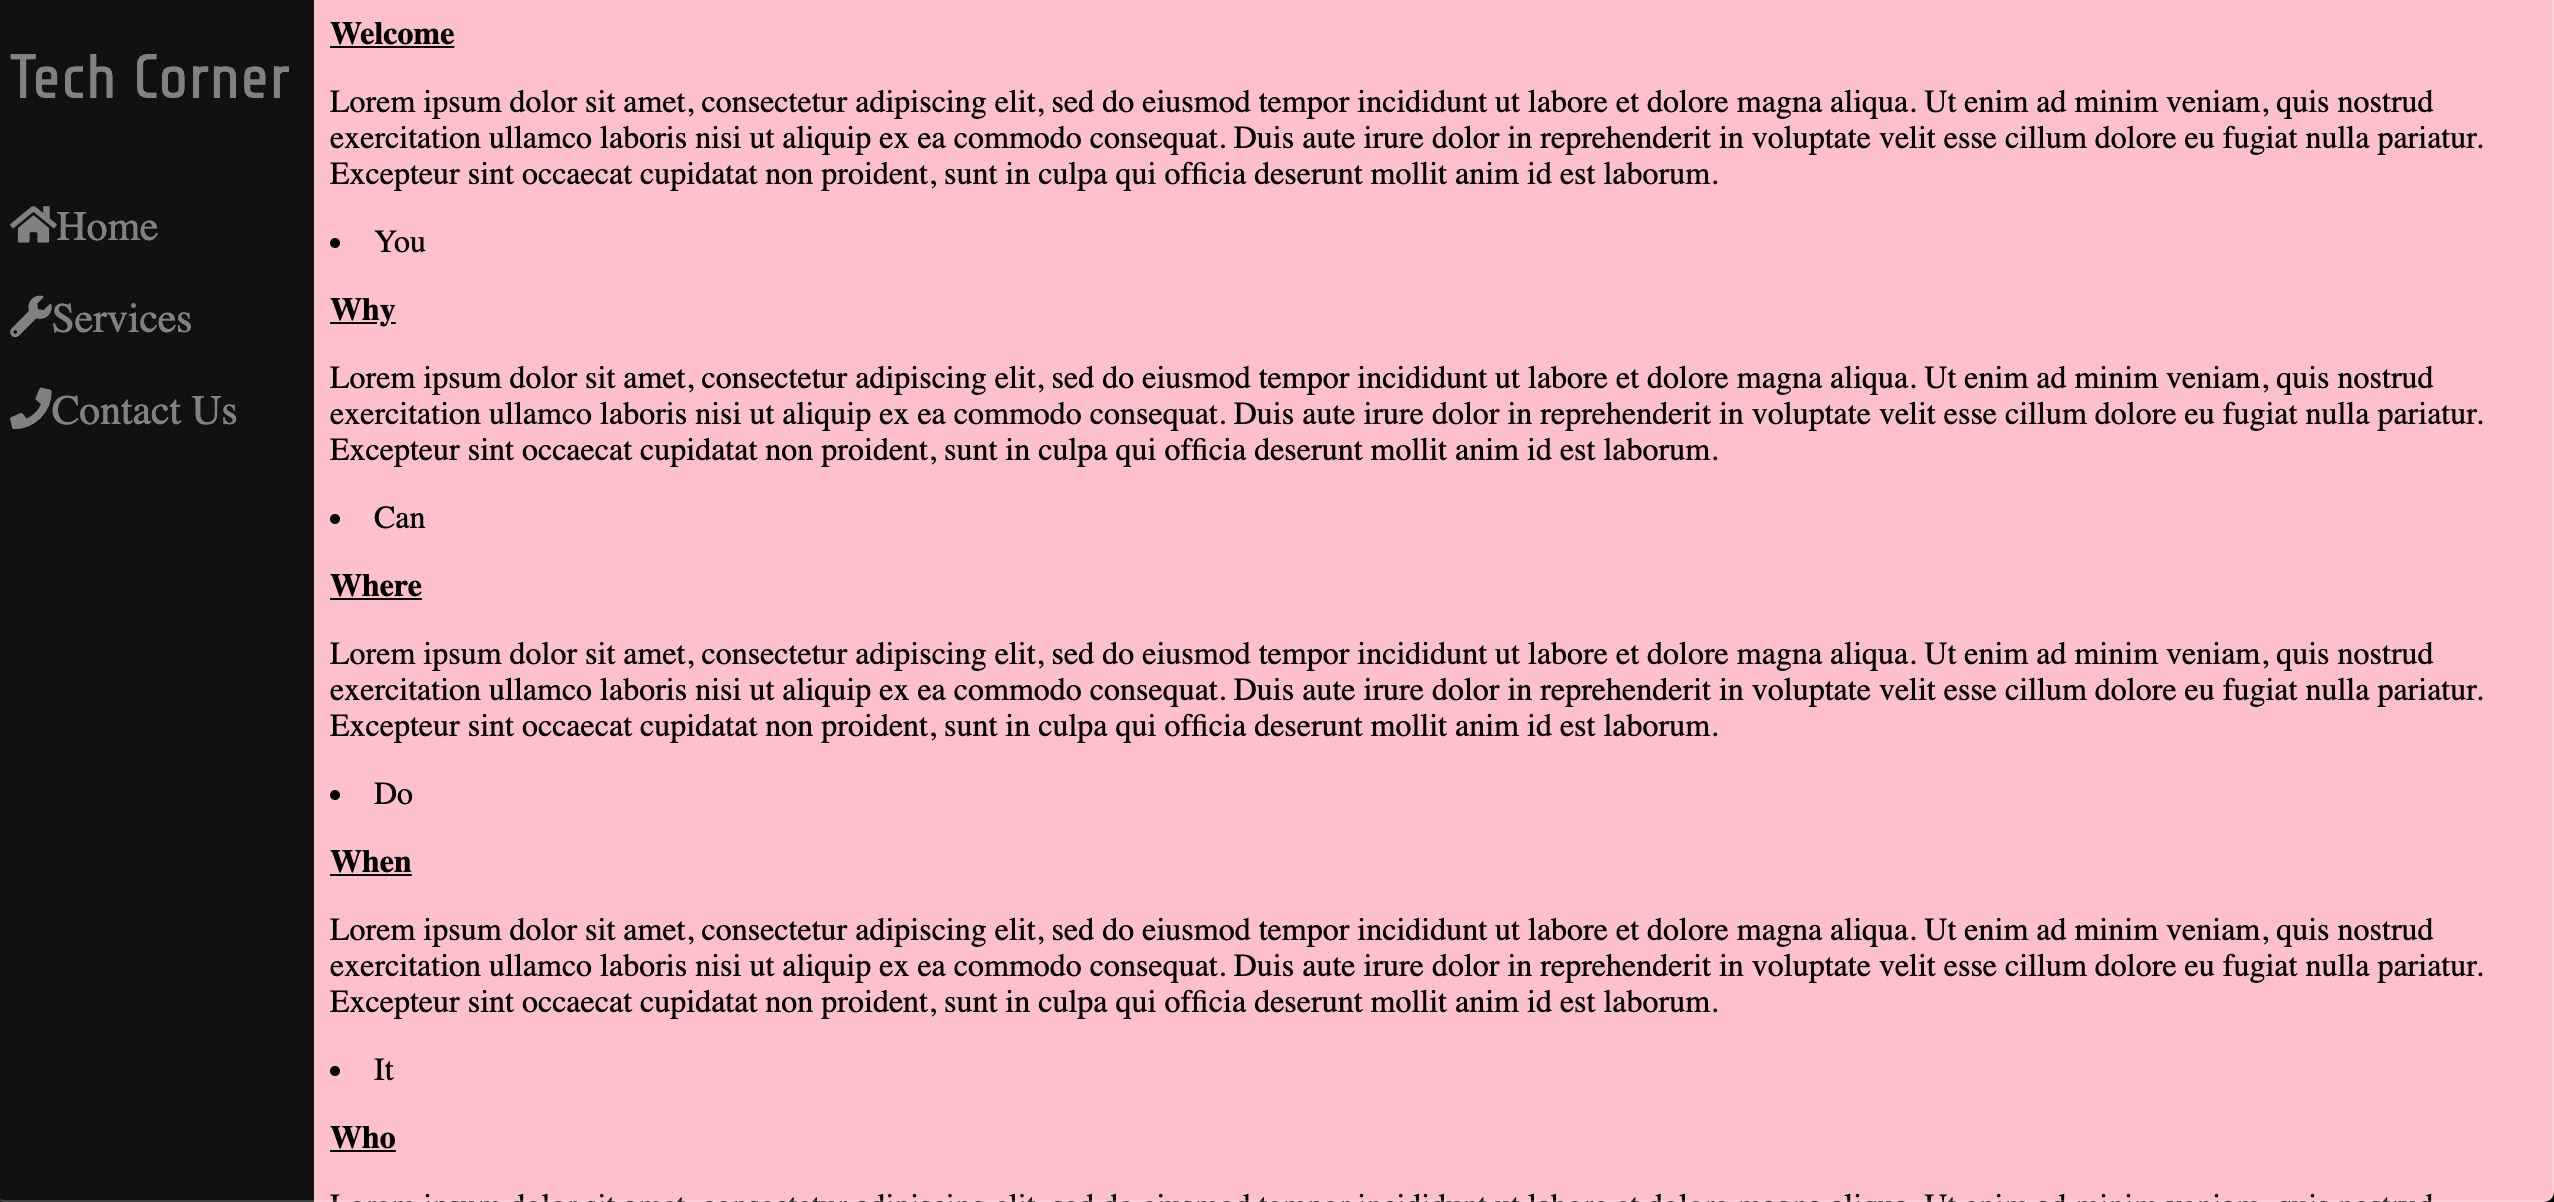 Tech Corner
Home
Services
Contact Us
Welcome
Lorem ipsum dolor sit amet, consectetur adipiscing elit, sed do eiusmod tempor incididunt ut labore et dolore magna aliqua. Ut enim ad minim veniam, quis nostrud
exercitation ullamco laboris nisi ut aliquip ex ea commodo consequat. Duis aute irure dolor in reprehenderit in voluptate velit esse cillum dolore eu fugiat nulla pariatur.
Excepteur sint occaecat cupidatat non proident, sunt in culpa qui officia deserunt mollit anim id est laborum.
• You
Why
Lorem ipsum dolor sit amet, consectetur adipiscing elit, sed do eiusmod tempor incididunt ut labore et dolore magna aliqua. Ut enim ad minim veniam, quis nostrud
exercitation ullamco laboris nisi ut aliquip ex ea commodo consequat. Duis aute irure dolor in reprehenderit in voluptate velit esse cillum dolore eu fugiat nulla pariatur.
Excepteur sint occaecat cupidatat non proident, sunt in culpa qui officia deserunt mollit anim id est laborum.
• Can
Where
Lorem ipsum dolor sit amet, consectetur adipiscing elit, sed do eiusmod tempor incididunt ut labore et dolore magna aliqua. Ut enim ad minim veniam, quis nostrud
exercitation ullamco laboris nisi ut aliquip ex ea commodo consequat. Duis aute irure dolor in reprehenderit in voluptate velit esse cillum dolore eu fugiat nulla pariatur.
Excepteur sint occaecat cupidatat non proident, sunt in culpa qui officia deserunt mollit anim id est laborum.
• Do
When
Lorem ipsum dolor sit amet, consectetur adipiscing elit, sed do eiusmod tempor incididunt ut labore et dolore magna aliqua. Ut enim ad minim veniam, quis nostrud
exercitation ullamco laboris nisi ut aliquip ex ea commodo consequat. Duis aute irure dolor in reprehenderit in voluptate velit esse cillum dolore eu fugiat nulla pariatur.
Excepteur sint occaecat cupidatat non proident, sunt in culpa qui officia deserunt mollit anim id est laborum.
• It
Who